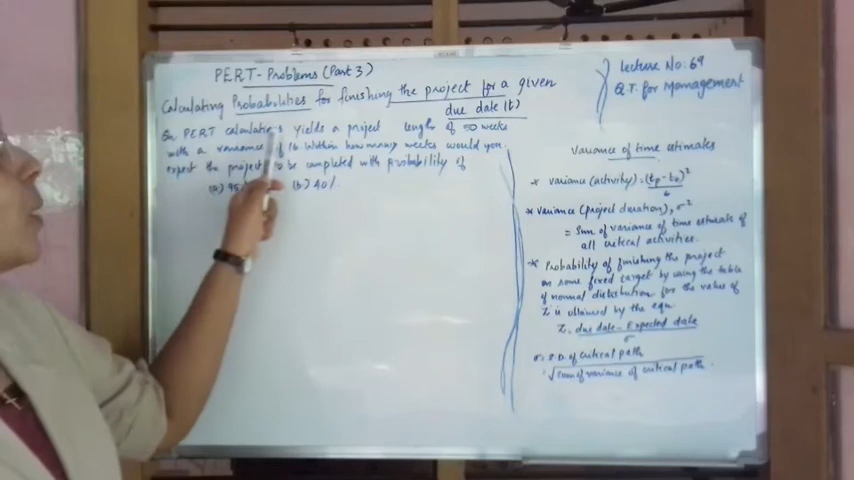 PERT-Problems (Part 3)
Calculating Probabilities for finishing the project for a given
due date (t)
Qn PERT calculations yields a project length of 50 weeks
with a variance of 16 Within how many weeks would you
expect the project to be completed with probability of
(a) 95 (b) 40%.
Lecture No: 69
Q.T. for Management
Variance of time estimates
* variance (activity) = (tp - to)²
6
* Variance (project duration), σ²
= Sum of variance of time estimate of
all critical activities.
* Probability of finishing the project
on some fixed target by using the table
of normal distribution for the value of
Z is obtained by the equn
Z = due date - Expected date
σ
σ = S.D. of critical path
= √Sum of variance of critical path.